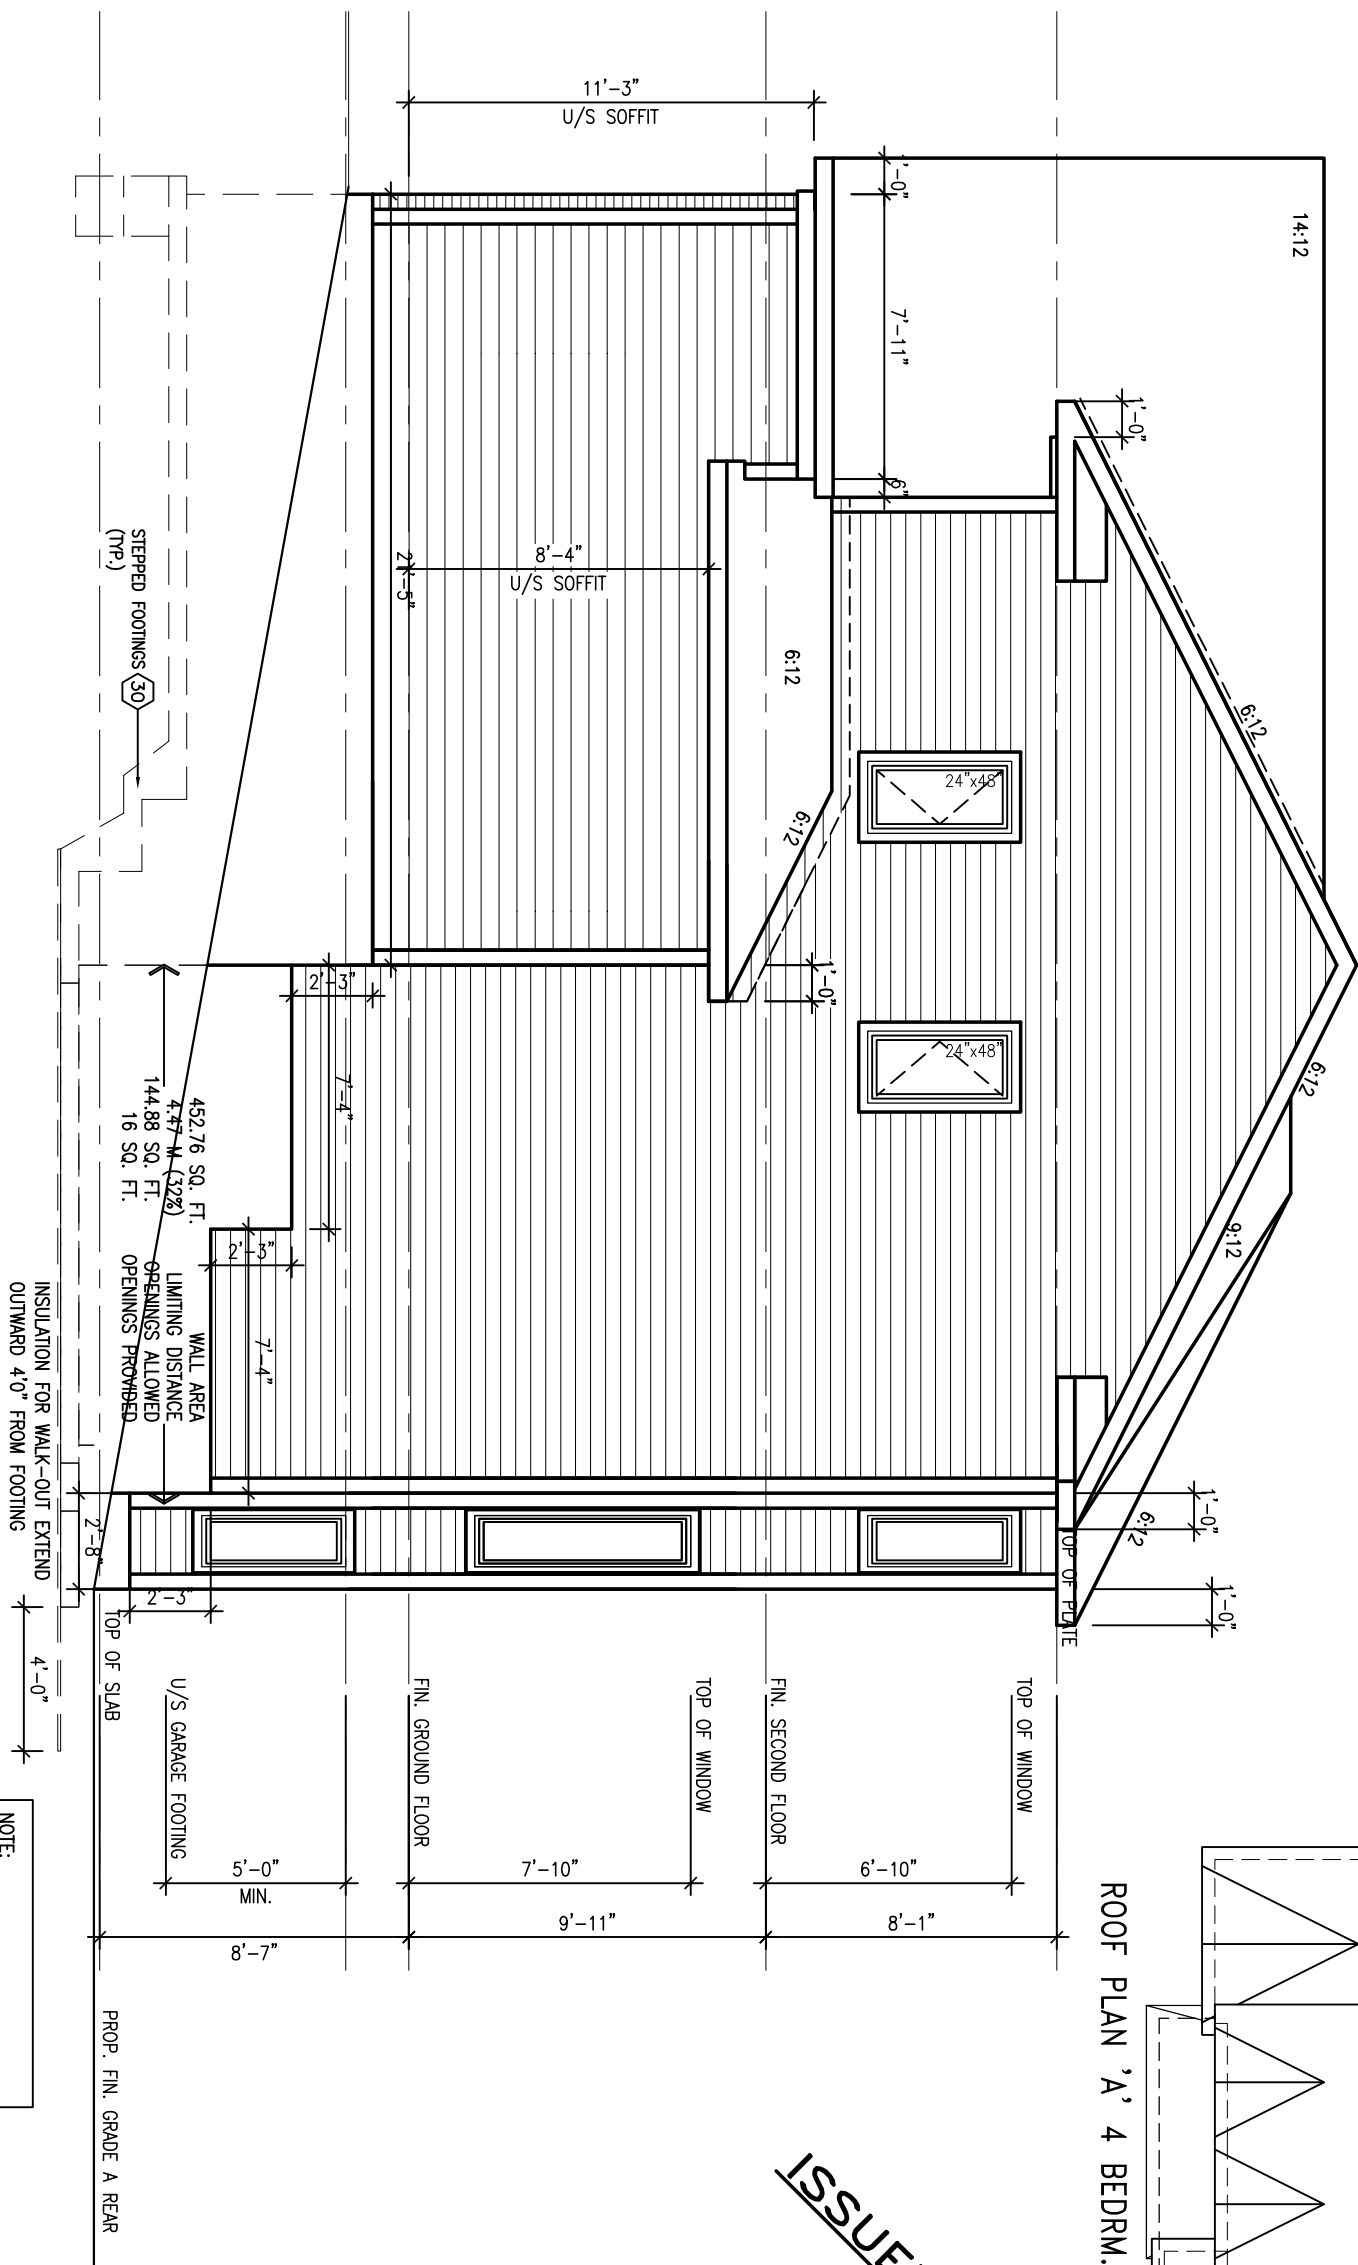 14:12
11'-3"
U/S SOFFIT
1'-0"
7'-11"
6"
1'-0"
6:12
6:12
9:12
6:12
1'-0"
1'-0"
6:12
6:12
24"x48"
24"x48"
8'-4"
U/S SOFFIT
1'-0"
2'-3"
7'-4"
2'-3"
7'-4"
2'-8"
2'-3"
4'-0"
STEPPED FOOTINGS 30
(TYP.)
452.76 SQ. FT. WALL AREA
4.47 M (32%) LIMITING DISTANCE
144.88 SQ. FT. OPENINGS ALLOWED
16 SQ. FT. OPENINGS PROVIDED
INSULATION FOR WALK-OUT EXTEND
OUTWARD 4'0" FROM FOOTING
TOP OF PLATE
TOP OF WINDOW
FIN. SECOND FLOOR
TOP OF WINDOW
FIN. GROUND FLOOR
U/S GARAGE FOOTING
TOP OF SLAB
6'-10"
7'-10"
5'-0"
MIN.
8'-1"
9'-11"
8'-7"
PROP. FIN. GRADE A REAR
NOTE:
ROOF PLAN 'A' 4 BEDRM.